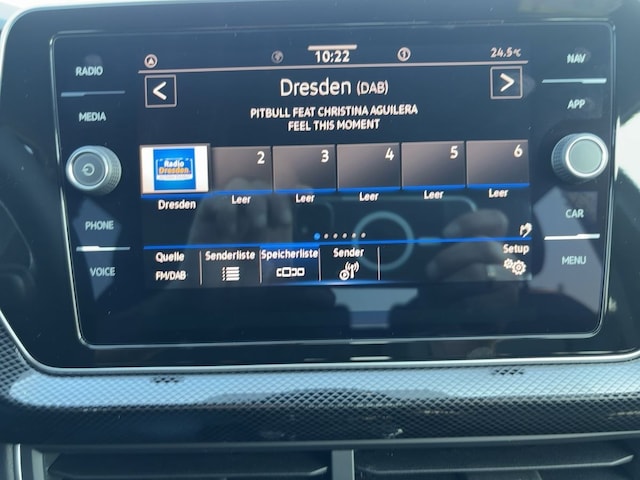 10:22
24.5°C
RADIO
NAV
Dresden (DAB)
MEDIA
APP
PITBULL FEAT CHRISTINA AGUILERA
FEEL THIS MOMENT
Radio
Dresden
2
3
4
5
6
Dresden
Leer
Leer
Leer
Leer
Leer
PHONE
CAR
Quelle
FM/DAB
Senderliste
Speicherliste
Sender
Setup
VOICE
MENU